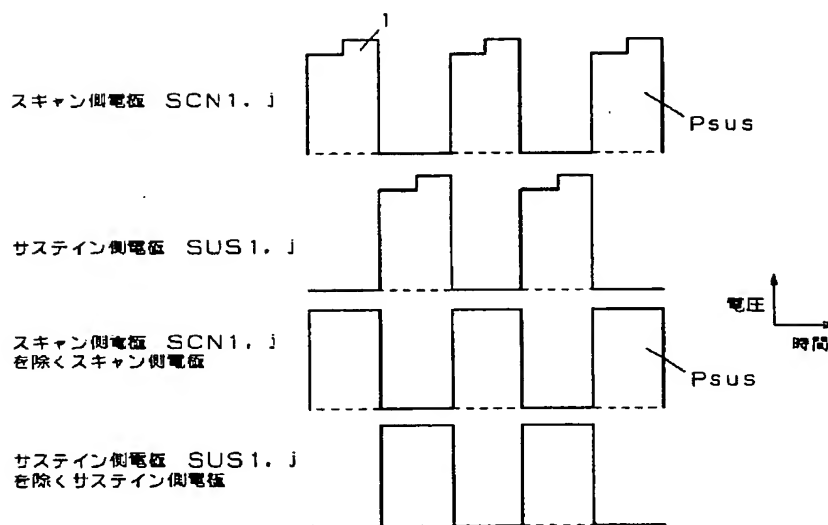 1
スキャン側電極 SCN1, j
Psus
サステイン側電極 SUS1, j
電圧
時間
スキャン側電極 SCN1, j
を除くスキャン側電極
Psus
サステイン側電極 SUS1, j
を除くサステイン側電極